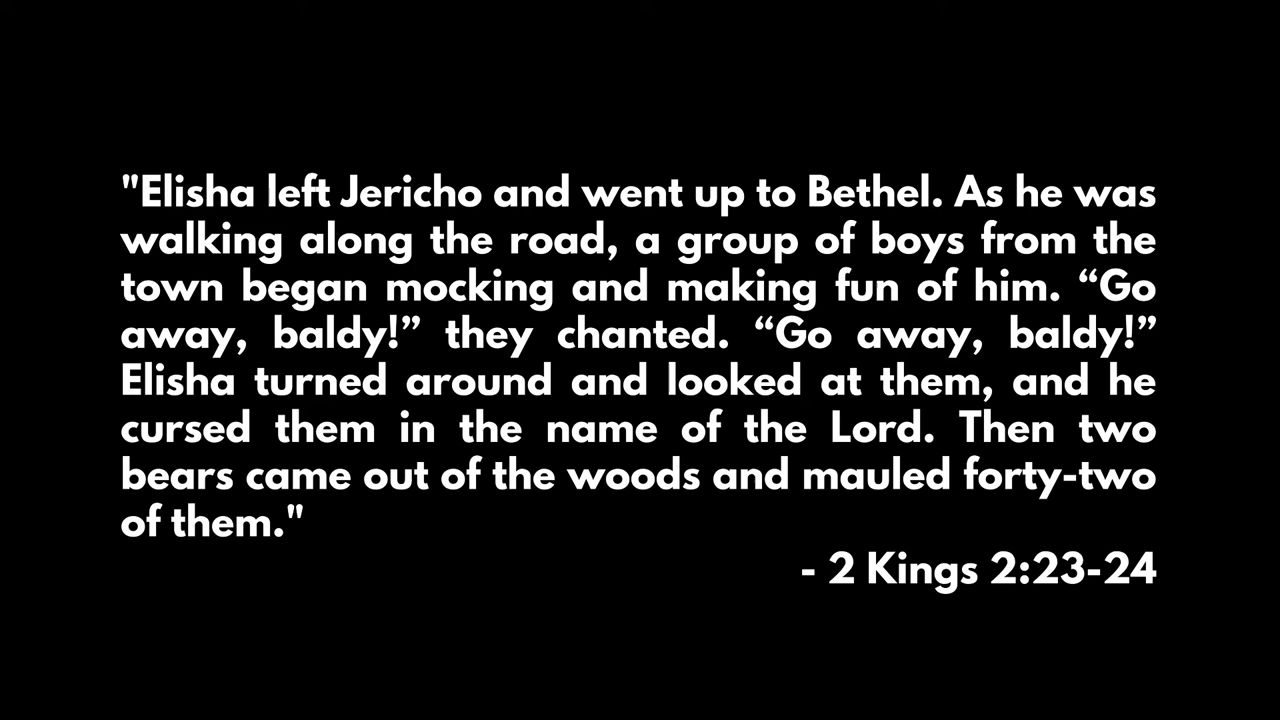 "Elisha left Jericho and went up to Bethel. As he was
walking along the road, a group of boys from the
town began mocking and making fun of him. “Go
away, baldy!” they chanted. “Go away, baldy!”
Elisha turned around and looked at them, and he
cursed them in the name of the Lord. Then two
bears came out of the woods and mauled forty-two
of them."
- 2 Kings 2:23-24